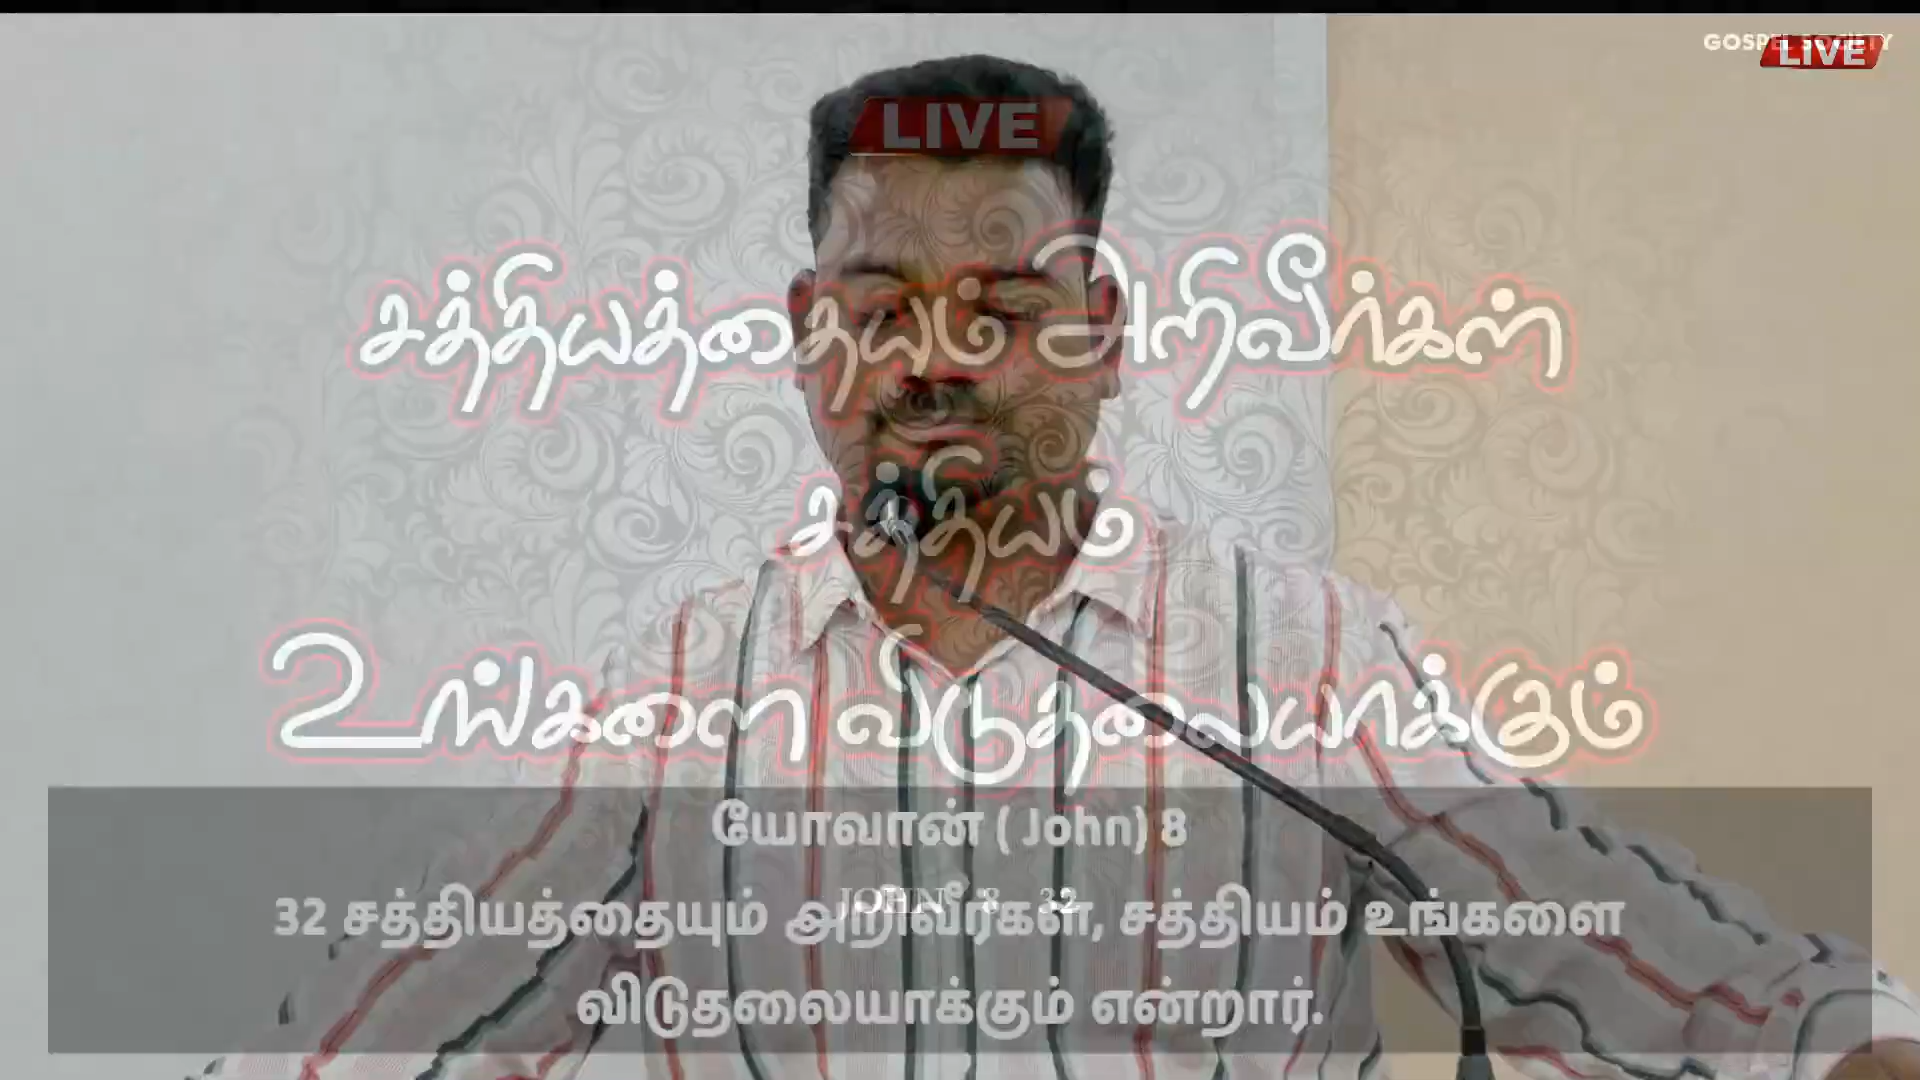 GOSPEL SOCIETY
LIVE
LIVE
சத்தியத்தையும் அறிவீர்கள்
சத்தியம்
உங்களை விடுதலையாக்கும்
யோவான் ( John) 8
JOHN 8 32
32 சத்தியத்தையும் அறிவீர்கள், சத்தியம் உங்களை
விடுதலையாக்கும் என்றார்.